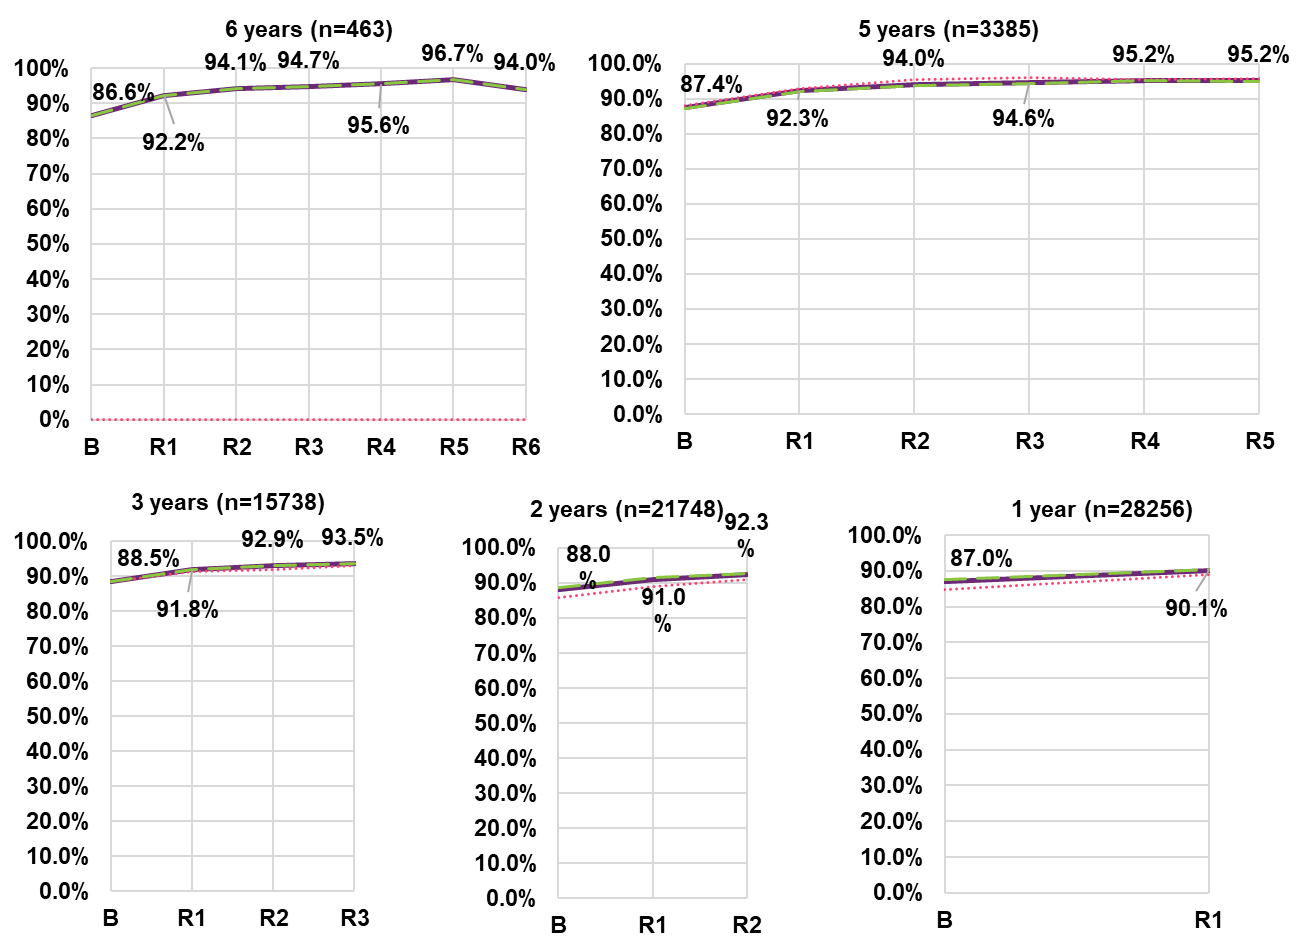 6 years (n=463)
94.1%
94.7%
96.7%
94.0%
86.6%
92.2%
95.6%
100%
90%
80%
70%
60%
50%
40%
30%
20%
10%
0%
B
R1
R2
R3
R4
R5
R6
5 years (n=3385)
94.0%
95.2%
95.2%
87.4%
92.3%
94.6%
100.0%
90.0%
80.0%
70.0%
60.0%
50.0%
40.0%
30.0%
20.0%
10.0%
0.0%
B
R1
R2
R3
R4
R5
3 years (n=15738)
88.5%
92.9%
93.5%
91.8%
100.0%
90.0%
80.0%
70.0%
60.0%
50.0%
40.0%
30.0%
20.0%
10.0%
0.0%
B
R1
R2
R3
2 years (n=21748)
92.3
%
88.0
%
91.0
%
100.0%
90.0%
80.0%
70.0%
60.0%
50.0%
40.0%
30.0%
20.0%
10.0%
0.0%
B
R1
R2
1 year (n=28256)
87.0%
90.1%
100.0%
90.0%
80.0%
70.0%
60.0%
50.0%
40.0%
30.0%
20.0%
10.0%
0.0%
B
R1